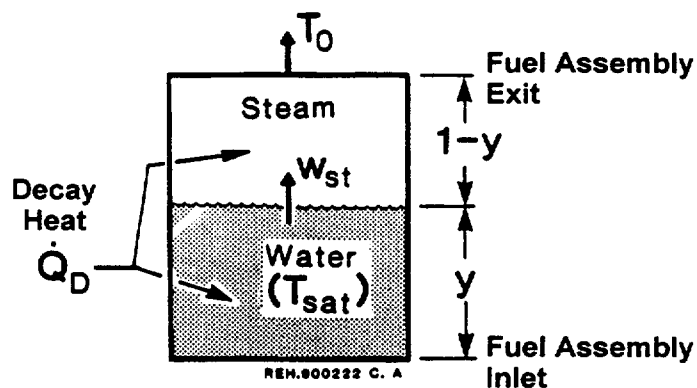 T0
Steam
Fuel Assembly
Exit
1-y
Wst
Decay
Heat
Q̇D
Water
(Tsat)
y
Fuel Assembly
Inlet
REH.800222 C. A